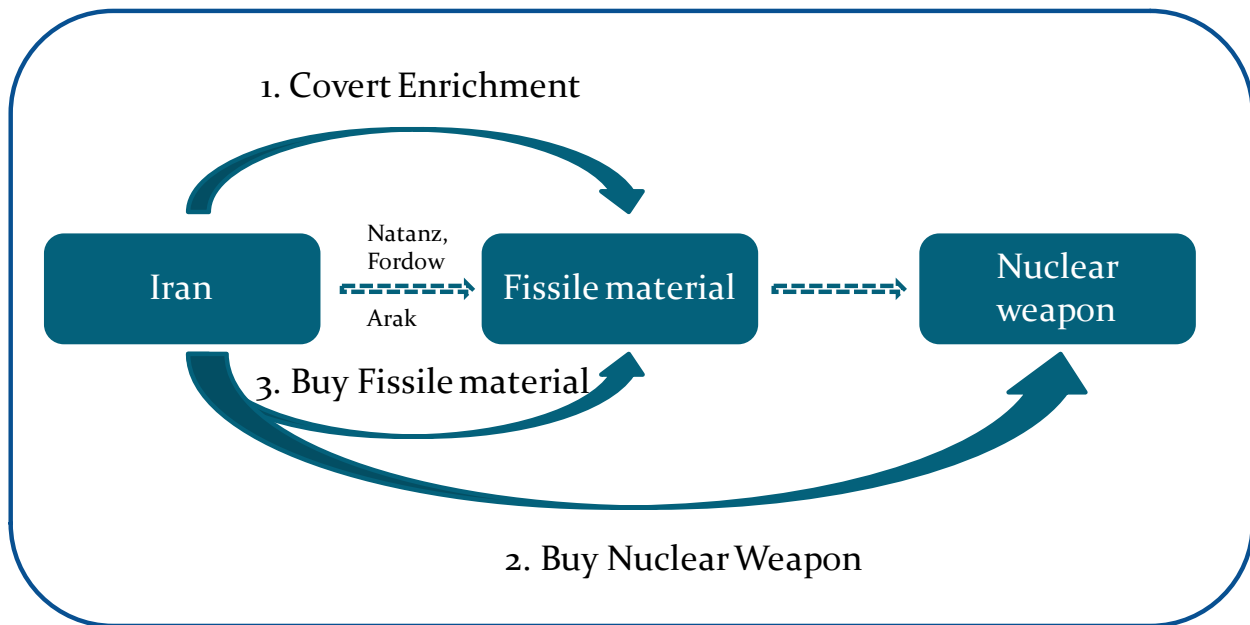 1. Covert Enrichment
Natanz,
Fordow
Iran
Fissile material
Nuclear
weapon
Arak
3. Buy Fissile material
2. Buy Nuclear Weapon